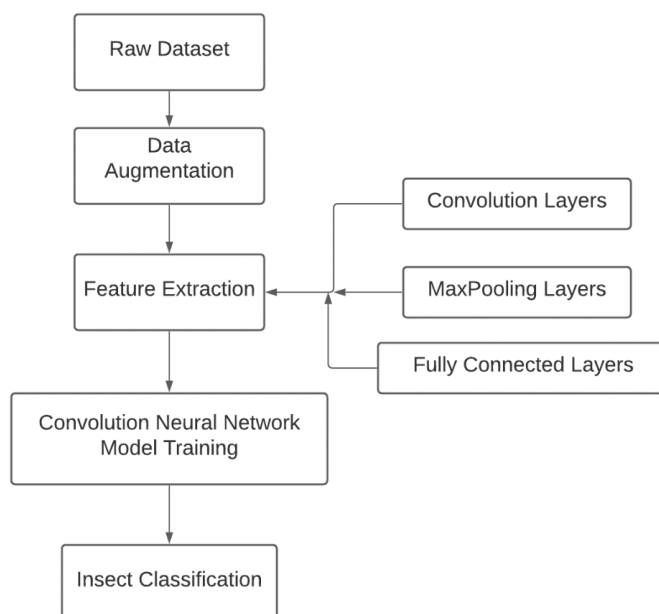 Raw Dataset
Data
Augmentation
Feature Extraction
Convolution Layers
MaxPooling Layers
Fully Connected Layers
Convolution Neural Network
Model Training
Insect Classification